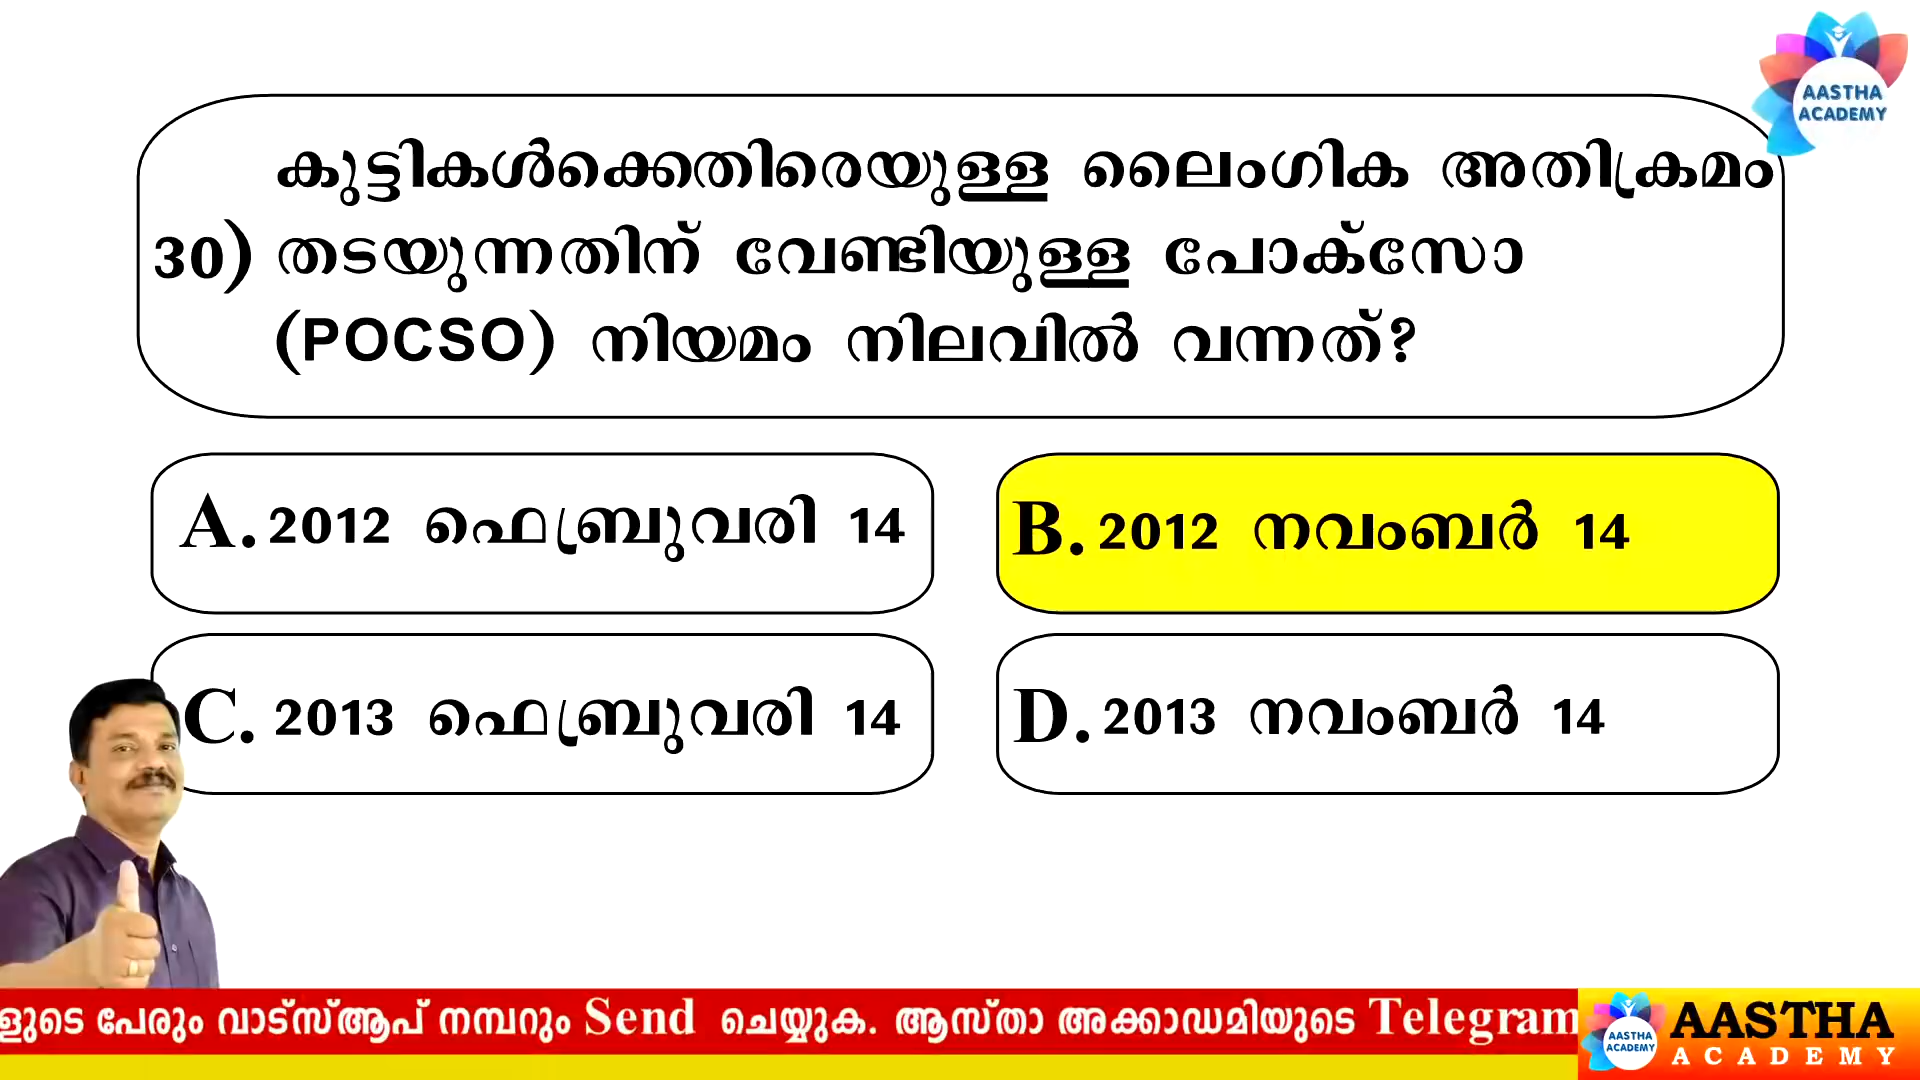 AASTHA
ACADEMY
കുട്ടികൾക്കെതിരെയുള്ള ലൈംഗിക അതിക്രമം
30) തടയുന്നതിന് വേണ്ടിയുള്ള പോക്സോ
(POCSO) നിയമം നിലവിൽ വന്നത്?
A. 2012 ഫെബ്രുവരി 14
B. 2012 നവംബർ 14
C. 2013 ഫെബ്രുവരി 14
D. 2013 നവംബർ 14
ളുടെ പേരും വാട്സ്ആപ് നമ്പറും Send ചെയ്യുക. ആസ്താ അക്കാഡമിയുടെ Telegram
AASTHA
ACADEMY
AASTHA
ACADEMY